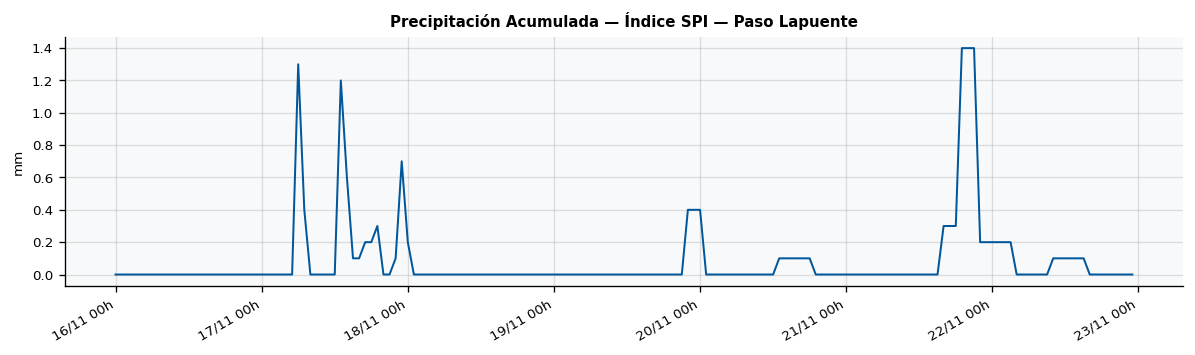 Precipitación Acumulada — Índice SPI — Paso Lapuente
mm
1.4
1.2
1.0
0.8
0.6
0.4
0.2
0.0
16/11 00h
17/11 00h
18/11 00h
19/11 00h
20/11 00h
21/11 00h
22/11 00h
23/11 00h